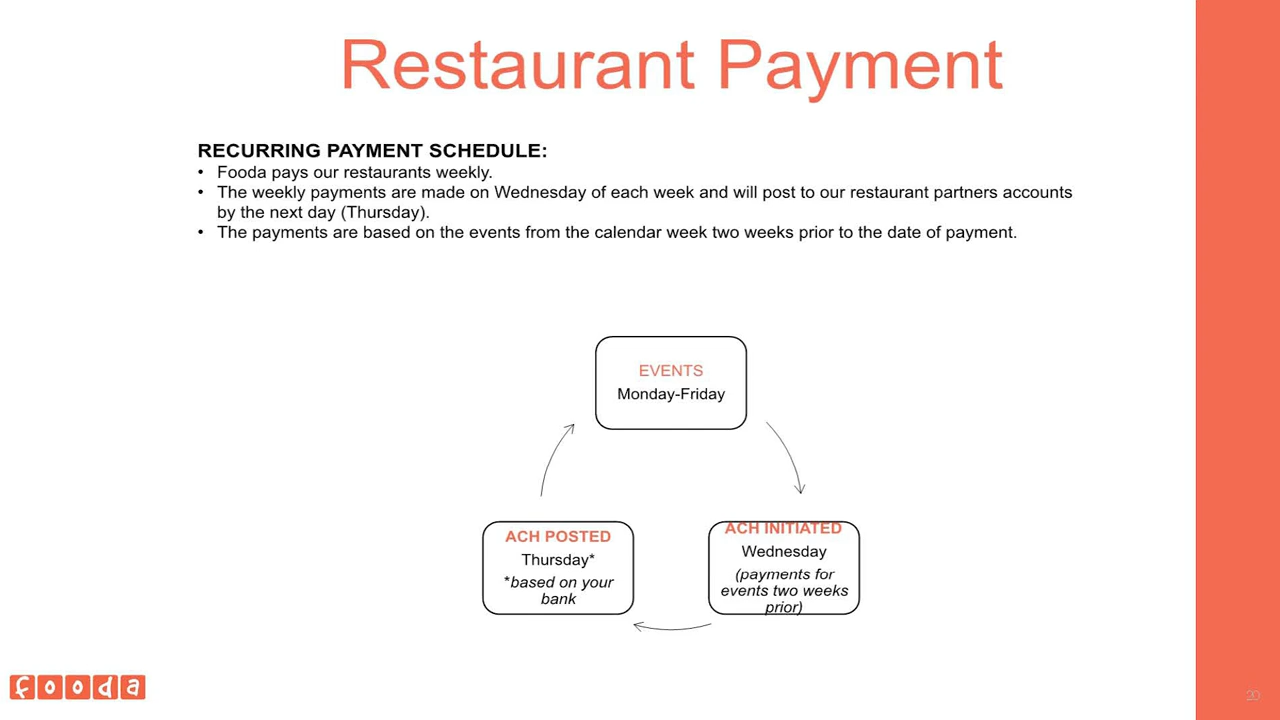 Restaurant Payment
RECURRING PAYMENT SCHEDULE:
• Fooda pays our restaurants weekly.
• The weekly payments are made on Wednesday of each week and will post to our restaurant partners accounts
by the next day (Thursday).
• The payments are based on the events from the calendar week two weeks prior to the date of payment.
EVENTS
Monday-Friday
ACH POSTED
Thursday*
*based on your
bank
ACH INITIATED
Wednesday
(payments for
events two weeks
prior)
fooda
20